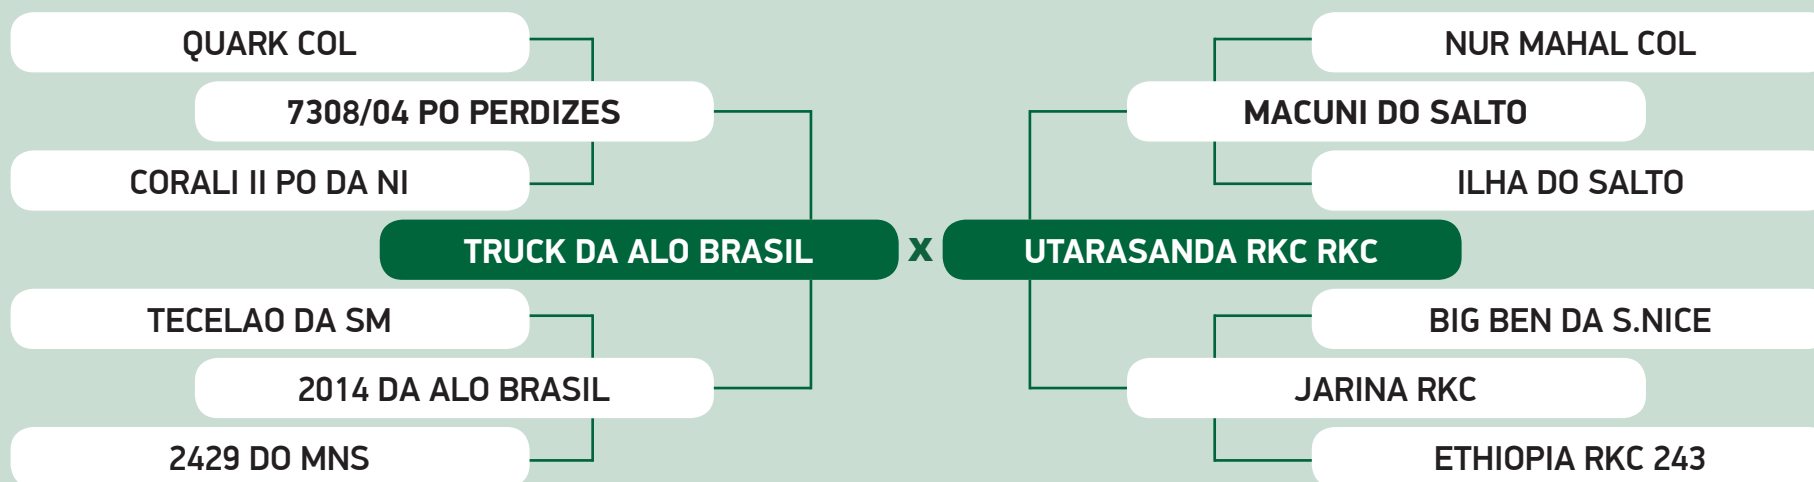 QUARK COL
NUR MAHAL COL
7308/04 PO PERDIZES
MACUNI DO SALTO
CORALI II PO DA NI
ILHA DO SALTO
TRUCK DA ALO BRASIL X UTARASANDA RKC RKC
TECELAO DA SM
BIG BEN DA S.NICE
2014 DA ALO BRASIL
JARINA RKC
2429 DO MNS
ETHIOPIA RKC 243